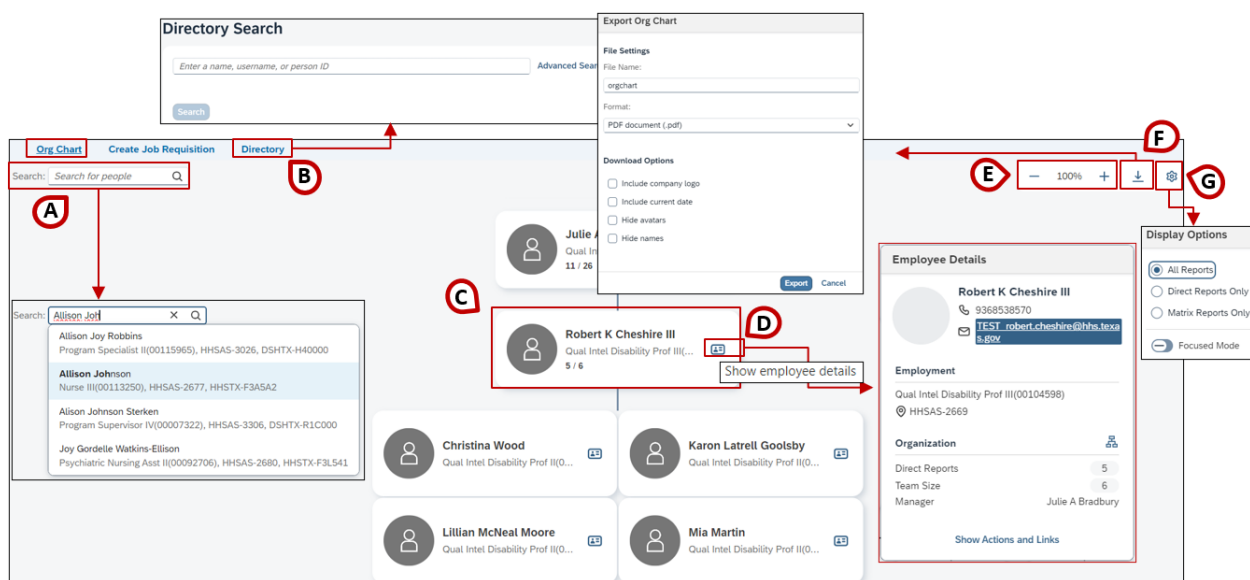 Directory Search
Enter a name, username, or person ID
Advanced Sear
Search
Export Org Chart
File Settings
File Name:
orgchart
Format:
PDF document (.pdf)
Download Options
Include company logo
Include current date
Hide avatars
Hide names
Export Cancel
Org Chart Create Job Requisition Directory
Search: Search for people
A
B
E
F
G
100%
Julie A
Qual In
11 / 26
C
Robert K Cheshire III
Qual Intel Disability Prof III(...
5 / 6
D
Show employee details
Search: Allison Joh
Allison Joy Robbins
Program Specialist II(00115965), HHSAS-3026, DSHTX-H40000
Allison Johnson
Nurse III(00113250), HHSAS-2677, HHSTX-F3A5A2
Alison Johnson Sterken
Program Supervisor IV(00007322), HHSAS-3306, DSHTX-R1C000
Joy Gordelle Watkins-Ellison
Psychiatric Nursing Asst II(00092706), HHSAS-2680, HHSTX-F3L541
Christina Wood
Qual Intel Disability Prof II(0...
Karon Latrell Goolsby
Qual Intel Disability Prof II(0...
Lillian McNeal Moore
Qual Intel Disability Prof II(0...
Mia Martin
Qual Intel Disability Prof II(0...
Employee Details
Robert K Cheshire III
9368538570
TEST_robert.cheshire@hhs.texa
s.gov
Employment
Qual Intel Disability Prof III(00104598)
HHSAS-2669
Organization
Direct Reports 5
Team Size 6
Manager Julie A Bradbury
Show Actions and Links
Display Options
All Reports
Direct Reports Only
Matrix Reports Only
Focused Mode